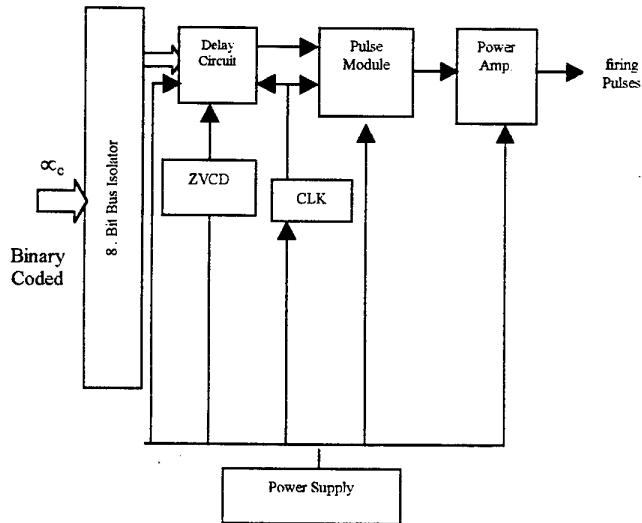 Delay
Circuit
Pulse
Module
Power
Amp.
firing
Pulses
∝c
Binary
Coded
8 . Bit Bus Isolator
ZVCD
CLK
Power Supply